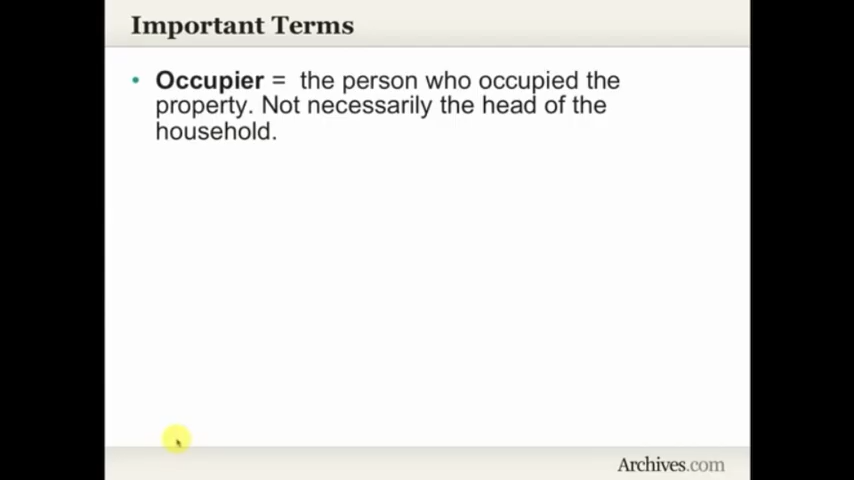 Important Terms
• Occupier = the person who occupied the
property. Not necessarily the head of the
household.
Archives.com